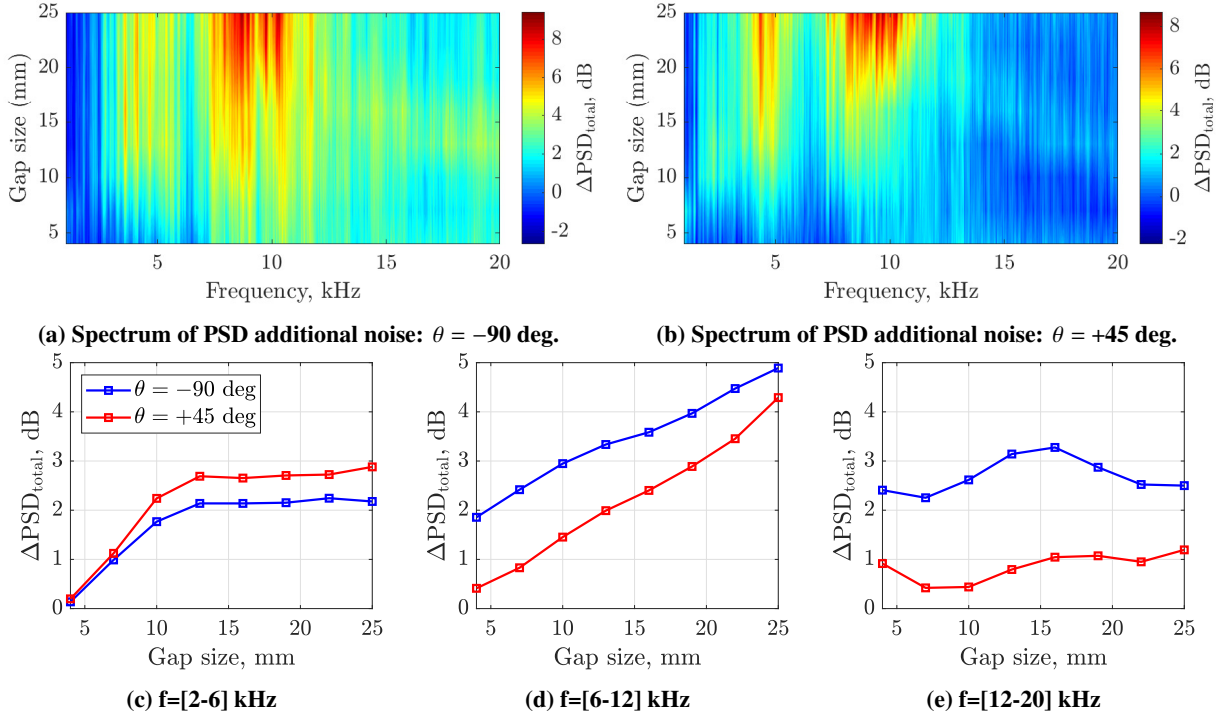 25
20
15
10
5
Gap size (mm)
5 10 15 20
Frequency, kHz
8
6
4
2
0
-2
ΔPSD_total, dB
(a) Spectrum of PSD additional noise: θ = −90 deg.
25
20
15
10
5
Gap size (mm)
5 10 15 20
Frequency, kHz
8
6
4
2
0
-2
ΔPSD_total, dB
(b) Spectrum of PSD additional noise: θ = +45 deg.
5
4
3
2
1
0
ΔPSD_total, dB
θ = −90 deg
θ = +45 deg
5 10 15 20 25
Gap size, mm
(c) f=[2-6] kHz
5
4
3
2
1
0
ΔPSD_total, dB
5 10 15 20 25
Gap size, mm
(d) f=[6-12] kHz
5
4
3
2
1
0
ΔPSD_total, dB
5 10 15 20 25
Gap size, mm
(e) f=[12-20] kHz